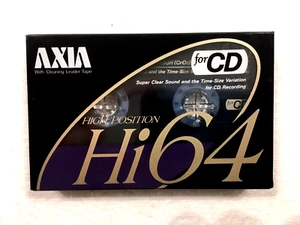 AXIA
With Cleaning Leader Tape
for CD
Super Clear Sound and the Time-Size Variation
for CD Recording
HIGH POSITION
Hi64